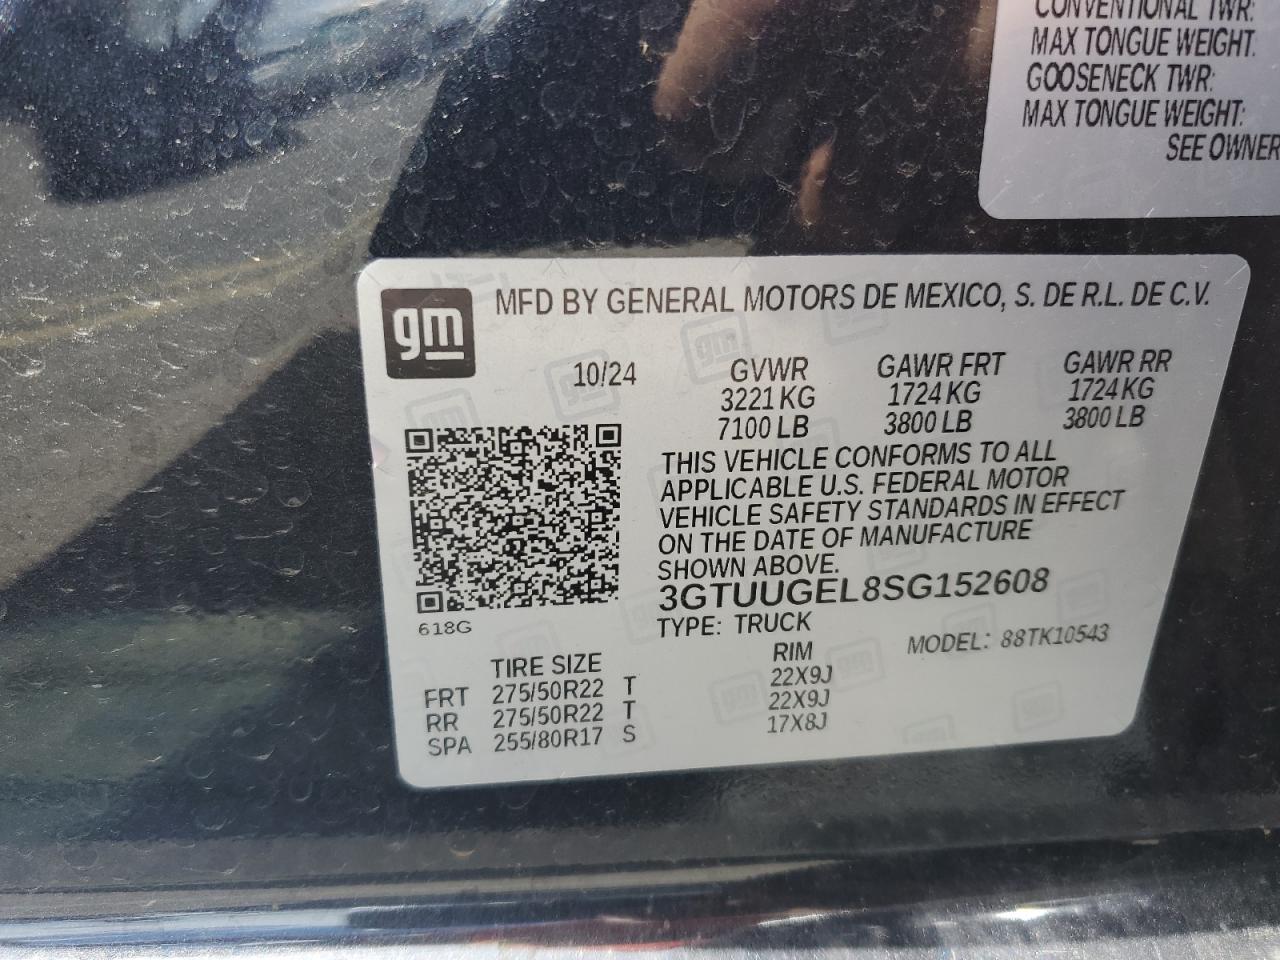 CONVENTIONAL TWR:
MAX TONGUE WEIGHT.
GOOSENECK TWR:
MAX TONGUE WEIGHT:
SEE OWNER
gm
MFD BY GENERAL MOTORS DE MEXICO, S. DE R.L. DE C.V.
10/24 GVWR GAWR FRT GAWR RR
3221 KG 1724 KG 1724 KG
7100 LB 3800 LB 3800 LB
THIS VEHICLE CONFORMS TO ALL
APPLICABLE U.S. FEDERAL MOTOR
VEHICLE SAFETY STANDARDS IN EFFECT
ON THE DATE OF MANUFACTURE
SHOWN ABOVE.
3GTUUGEL8SG152608
618G
TYPE: TRUCK
MODEL: 88TK10543
TIRE SIZE RIM
FRT 275/50R22 T 22X9J
RR 275/50R22 T 22X9J
SPA 255/80R17 S 17X8J